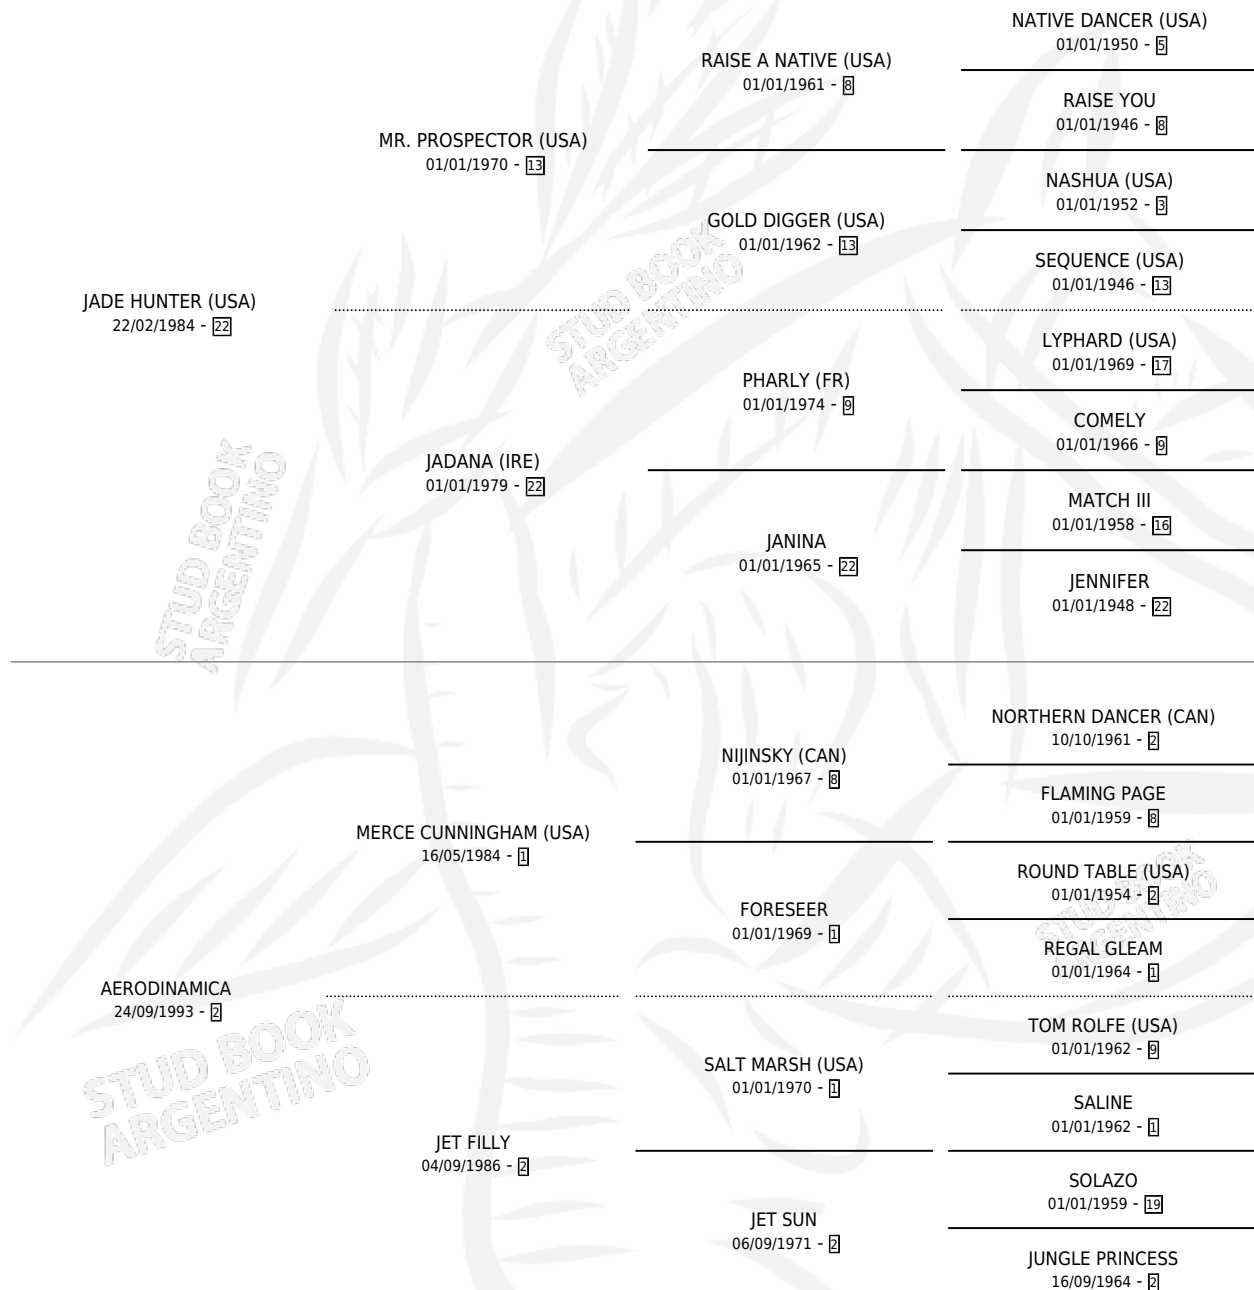 NATIVE DANCER (USA)
01/01/1950 - 5
RAISE A NATIVE (USA)
01/01/1961 - 8
RAISE YOU
01/01/1946 - 8
MR. PROSPECTOR (USA)
01/01/1970 - 13
NASHUA (USA)
01/01/1952 - 3
GOLD DIGGER (USA)
01/01/1962 - 13
SEQUENCE (USA)
01/01/1946 - 13
JADE HUNTER (USA)
22/02/1984 - 22
LYPHARD (USA)
01/01/1969 - 17
PHARLY (FR)
01/01/1974 - 9
COMELY
01/01/1966 - 9
JADANA (IRE)
01/01/1979 - 22
MATCH III
01/01/1958 - 16
JANINA
01/01/1965 - 22
JENNIFER
01/01/1948 - 22
NORTHERN DANCER (CAN)
10/10/1961 - 2
NIJINSKY (CAN)
01/01/1967 - 8
FLAMING PAGE
01/01/1959 - 8
MERCE CUNNINGHAM (USA)
16/05/1984 - 1
ROUND TABLE (USA)
01/01/1954 - 2
FORESEER
01/01/1969 - 1
REGAL GLEAM
01/01/1964 - 1
AERODINAMICA
24/09/1993 - 2
TOM ROLFE (USA)
01/01/1962 - 9
SALT MARSH (USA)
01/01/1970 - 1
SALINE
01/01/1962 - 1
JET FILLY
04/09/1986 - 2
SOLAZO
01/01/1959 - 19
JET SUN
06/09/1971 - 2
JUNGLE PRINCESS
16/09/1964 - 2
STUD BOOK
ARGENTINO
STUD BOOK
ARGENTINO
STUD BOOK
ARGENTINO
STUD BOOK
ARGENTINO